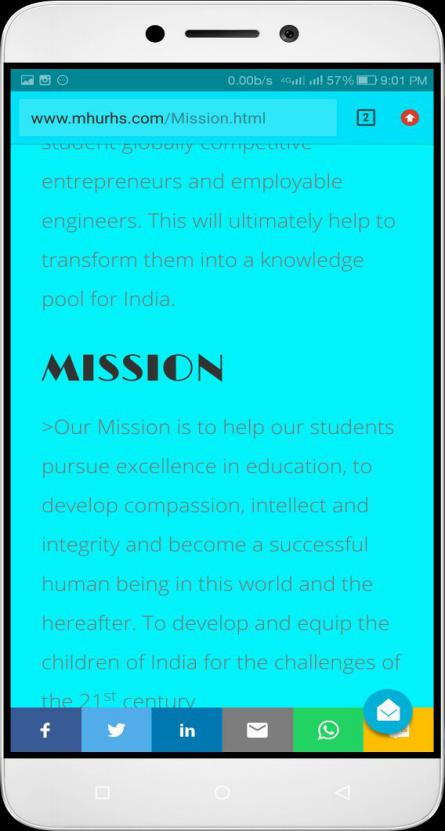 0.00b/s 4G 57% 9:01 PM
www.mhurhs.com/Mission.html
2
student globally competitive
entrepreneurs and employable
engineers. This will ultimately help to
transform them into a knowledge
pool for India.
MISSION
>Our Mission is to help our students
pursue excellence in education, to
develop compassion, intellect and
integrity and become a successful
human being in this world and the
hereafter. To develop and equip the
children of India for the challenges of
the 21st century
f
in